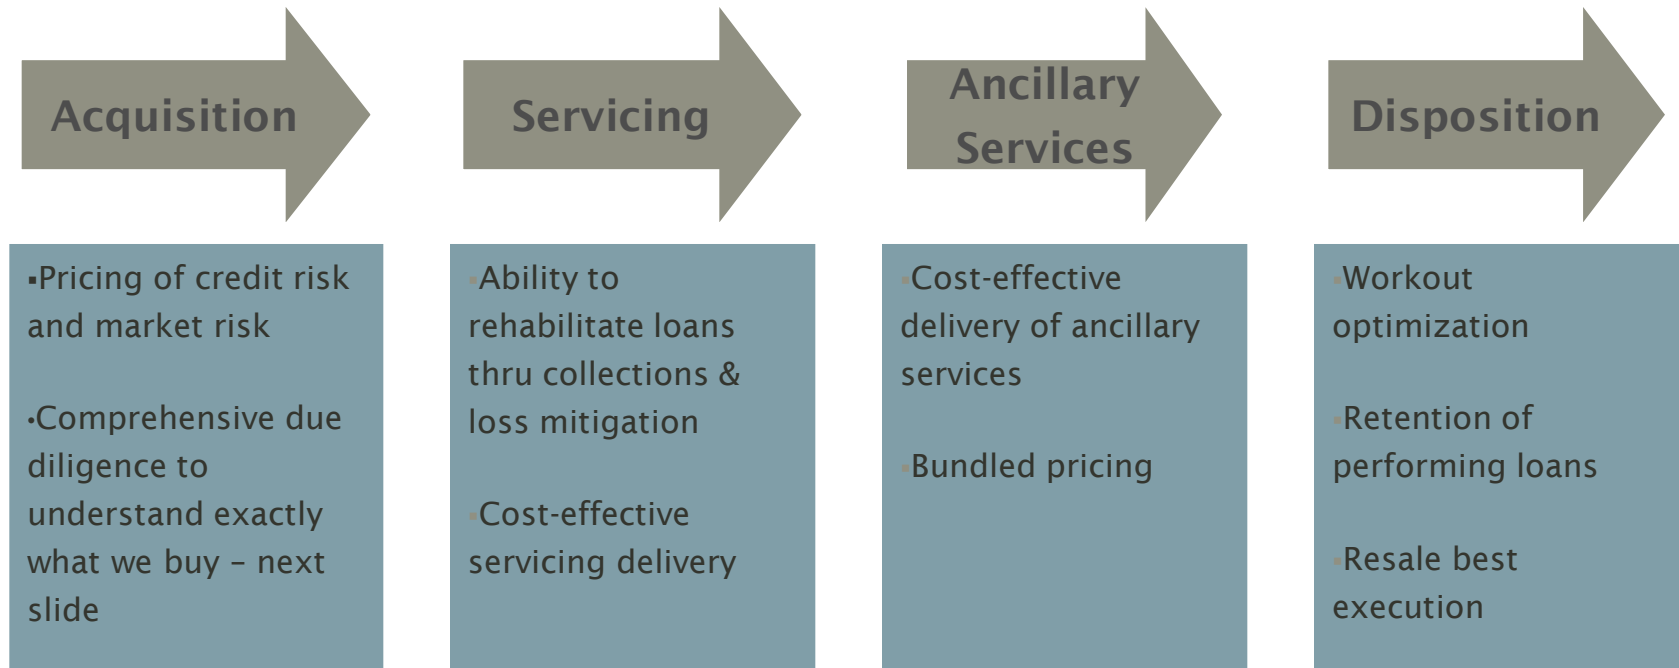 Acquisition
▪Pricing of credit risk
and market risk
•Comprehensive due
diligence to
understand exactly
what we buy – next
slide
Servicing
▪Ability to
rehabilitate loans
thru collections &
loss mitigation
▪Cost-effective
servicing delivery
Ancillary
Services
▪Cost-effective
delivery of ancillary
services
▪Bundled pricing
Disposition
▪Workout
optimization
▪Retention of
performing loans
▪Resale best
execution